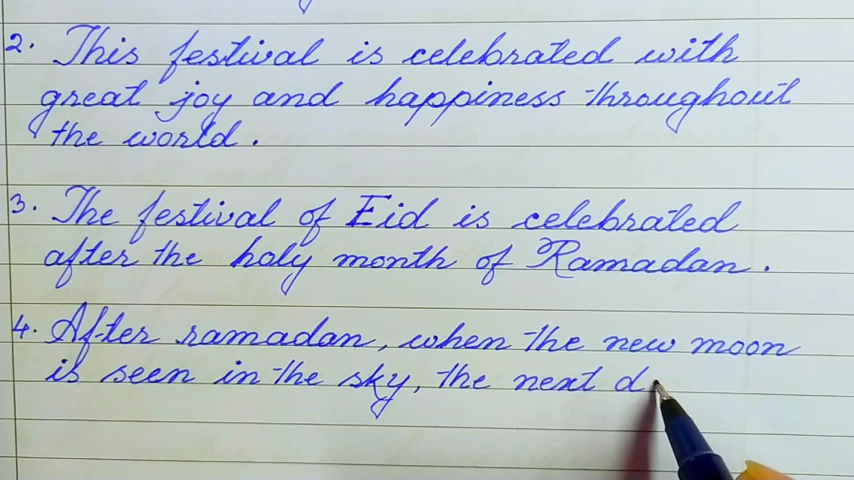 2. This festival is celebrated with
great joy and happiness throughout
the world.
3. The festival of Eid is celebrated
after the holy month of Ramadan.
4. After ramadan, when the new moon
is seen in the sky, the next d